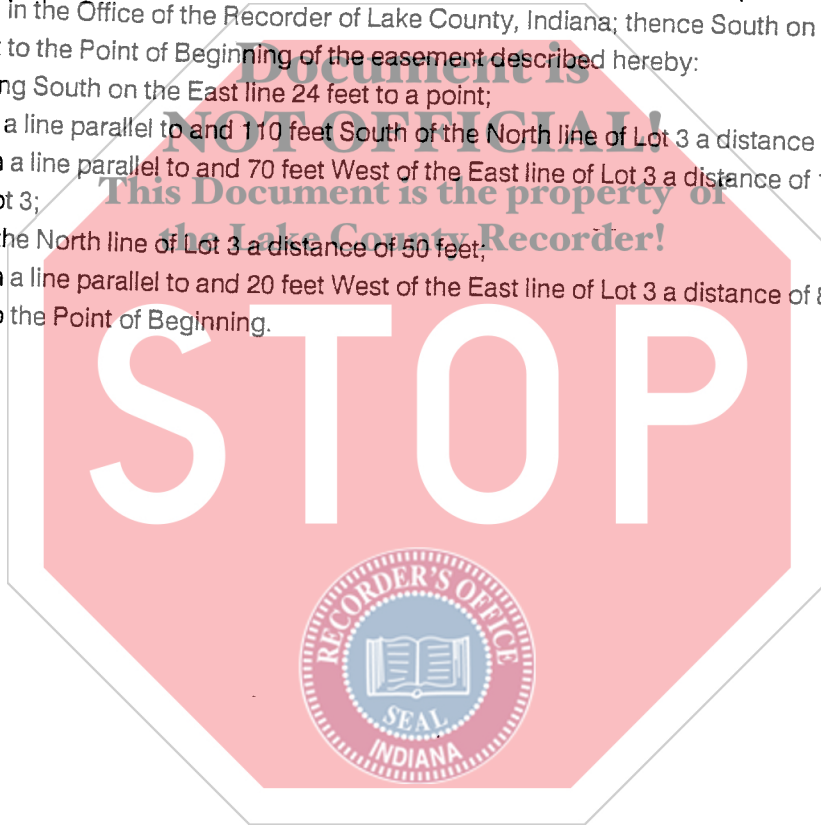 in the Office of the Recorder of Lake County, Indiana; thence South on
to the Point of Beginning of the easement described hereby:
ng South on the East line 24 feet to a point;
a line parallel to and 110 feet South of the North line of Lot 3 a distance
a line parallel to and 70 feet West of the East line of Lot 3 a distance of
ot 3;
the North line of Lot 3 a distance of 50 feet;
a line parallel to and 20 feet West of the East line of Lot 3 a distance of
the Point of Beginning.
Document is
NOT OFFICIAL!
This Document is the property of
the Lake County Recorder!
STOP
RECORDER'S OFFICE
SEAL
INDIANA